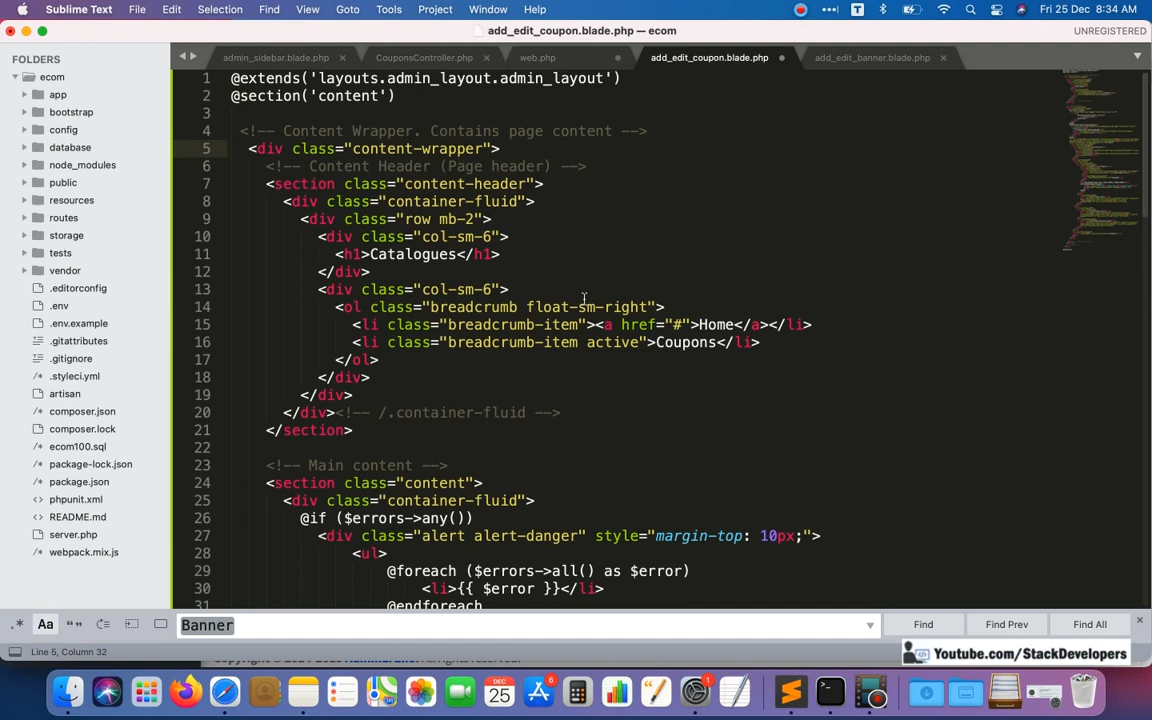 Sublime Text File Edit Selection Find View Goto Tools Project Window Help Fri 25 Dec 8:34 AM
add_edit_coupon.blade.php — ecom UNREGISTERED
admin_sidebar.blade.php CouponsController.php web.php add_edit_coupon.blade.php add_edit_banner.blade.php
FOLDERS
ecom
app
bootstrap
config
database
node_modules
public
resources
routes
storage
tests
vendor
.editorconfig
.env
.env.example
.gitattributes
.gitignore
.styleci.yml
artisan
composer.json
composer.lock
ecom100.sql
package-lock.json
package.json
phpunit.xml
README.md
server.php
webpack.mix.js
1 @extends('layouts.admin_layout.admin_layout')
2 @section('content')
3
4 <!-- Content Wrapper. Contains page content -->
5 <div class="content-wrapper">
6 <!-- Content Header (Page header) -->
7 <section class="content-header">
8 <div class="container-fluid">
9 <div class="row mb-2">
10 <div class="col-sm-6">
11 <h1>Catalogues</h1>
12 </div>
13 <div class="col-sm-6">
14 <ol class="breadcrumb float-sm-right">
15 <li class="breadcrumb-item"><a href="#">Home</a></li>
16 <li class="breadcrumb-item active">Coupons</li>
17 </ol>
18 </div>
19 </div>
20 </div><!-- /.container-fluid -->
21 </section>
22
23 <!-- Main content -->
24 <section class="content">
25 <div class="container-fluid">
26 @if ($errors->any())
27 <div class="alert alert-danger" style="margin-top: 10px;">
28 <ul>
29 @foreach ($errors->all() as $error)
30 <li>{{ $error }}</li>
31 @endforeach
.* Aa Banner Find Find Prev Find All
Line 5, Column 32
Youtube.com/StackDevelopers
DEC 25 6 1